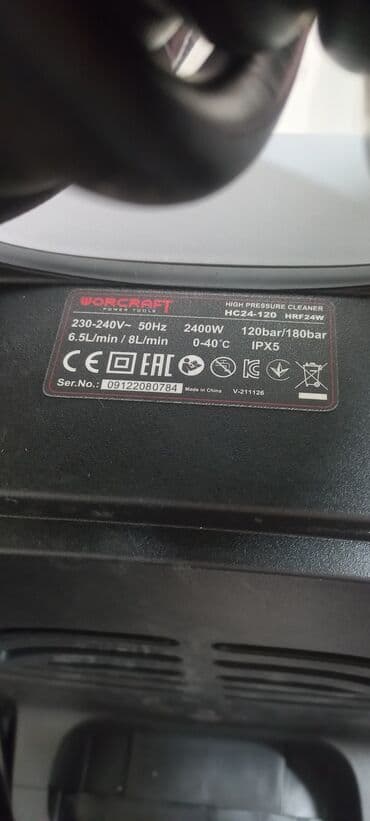 WORCRAFT
POWER TOOLS
HIGH PRESSURE CLEANER
HC24-120 HRF24W
230-240V~ 50Hz 2400W 120bar/180bar
6.5L/min / 8L/min 0-40°C IPX5
CE EAC
Ser.No.: 09122080784 Made in China V-211126